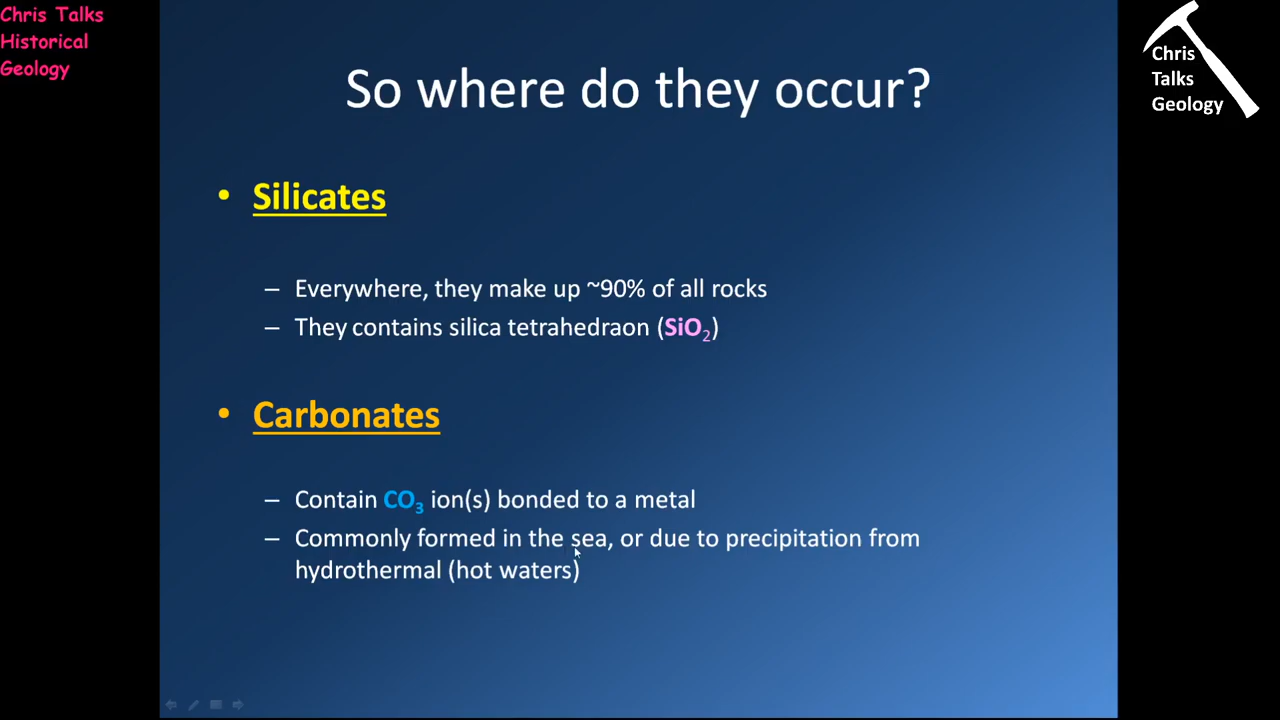 Chris Talks
Historical
Geology
Chris
Talks
Geology
So where do they occur?
• Silicates
– Everywhere, they make up ~90% of all rocks
– They contains silica tetrahedraon (SiO₂)
• Carbonates
– Contain CO₃ ion(s) bonded to a metal
– Commonly formed in the sea, or due to precipitation from
hydrothermal (hot waters)